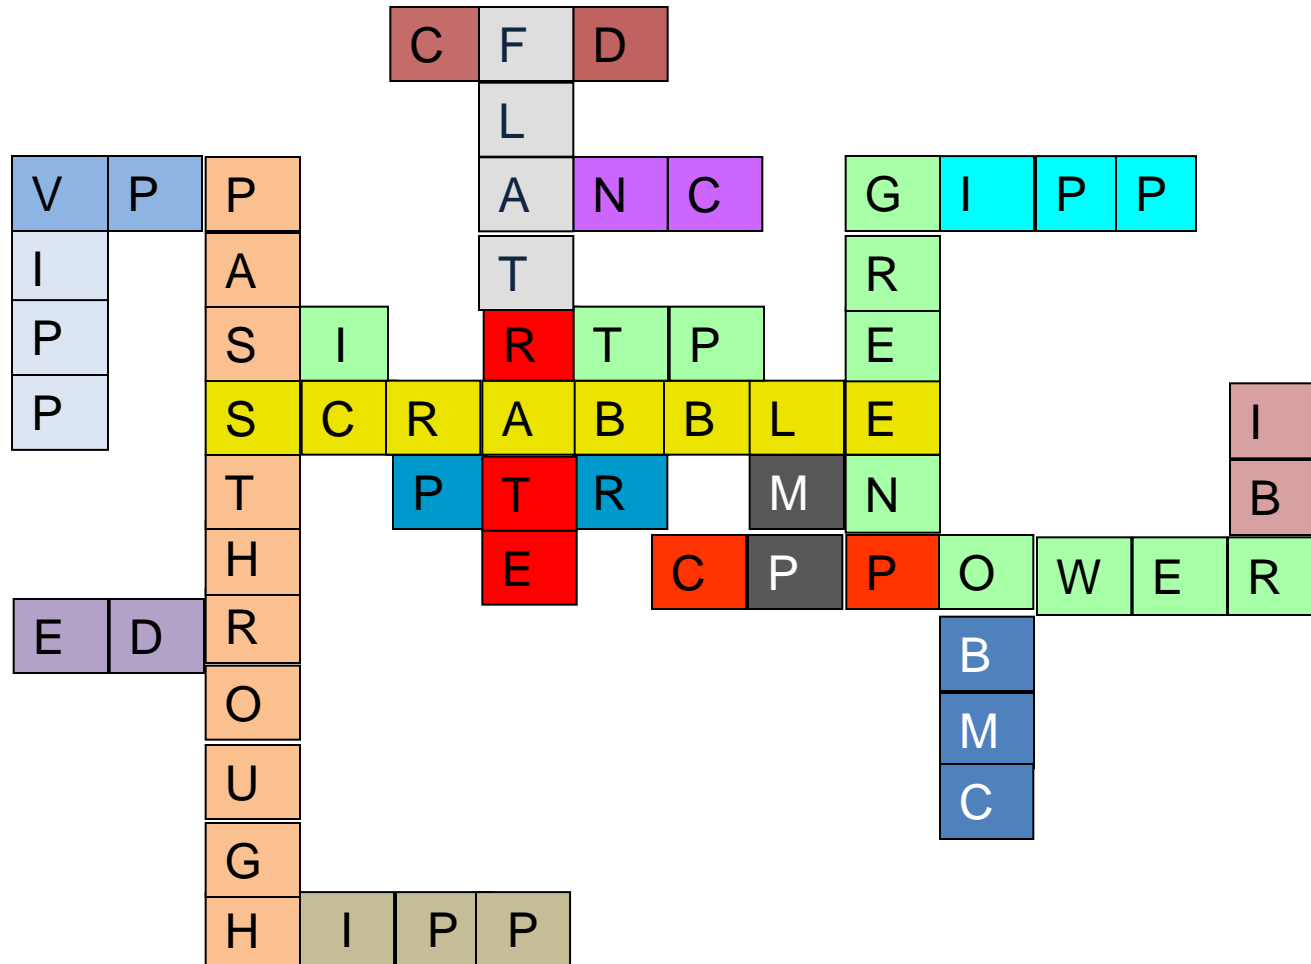 C F D
L
V P P A N C G I P P
I A T R
P S I R T P E
P S C R A B B L E I
T P T R M N B
H E C P P O W E R
E D R B
O M
U C
G
H I P P